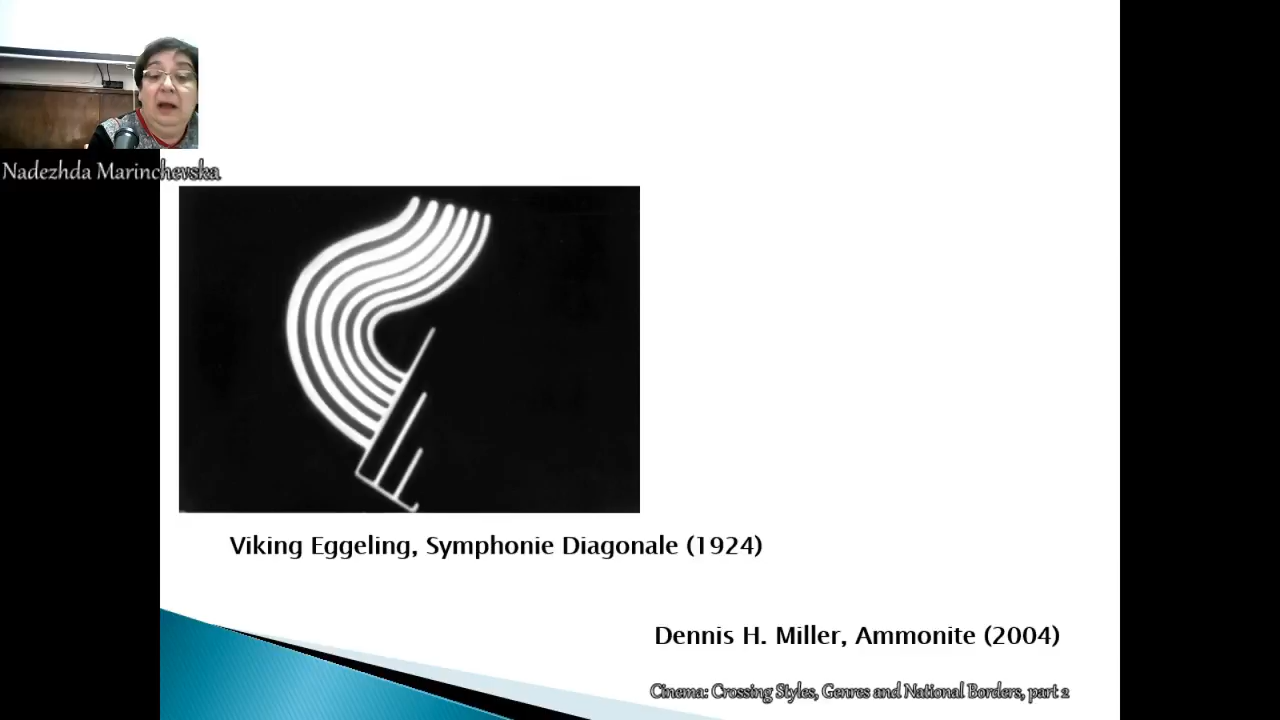 Nadezhda Marinchevska
Viking Eggeling, Symphonie Diagonale (1924)
Dennis H. Miller, Ammonite (2004)
Cinema: Crossing Styles, Genres and National Borders, part 2